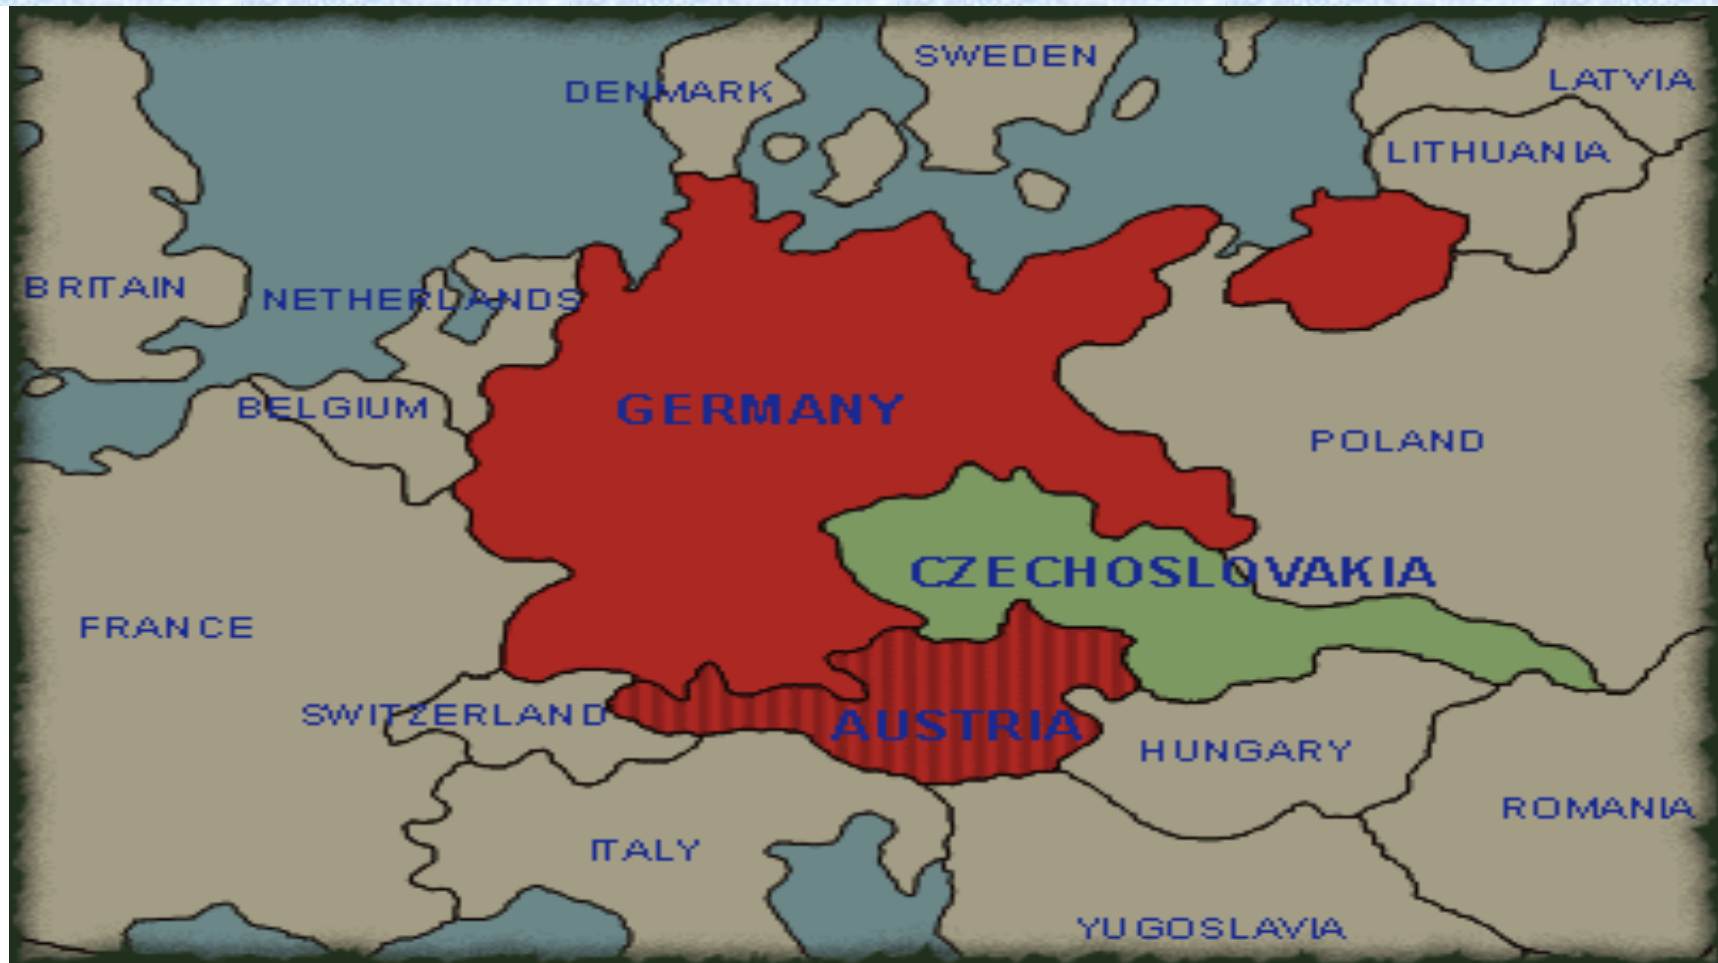 SWEDEN
LATVIA
DENMARK
LITHUANIA
BRITAIN
NETHERLANDS
BELGIUM
GERMANY
POLAND
CZECHOSLOVAKIA
FRANCE
SWITZERLAND
AUSTRIA
HUNGARY
ROMANIA
ITALY
YUGOSLAVIA